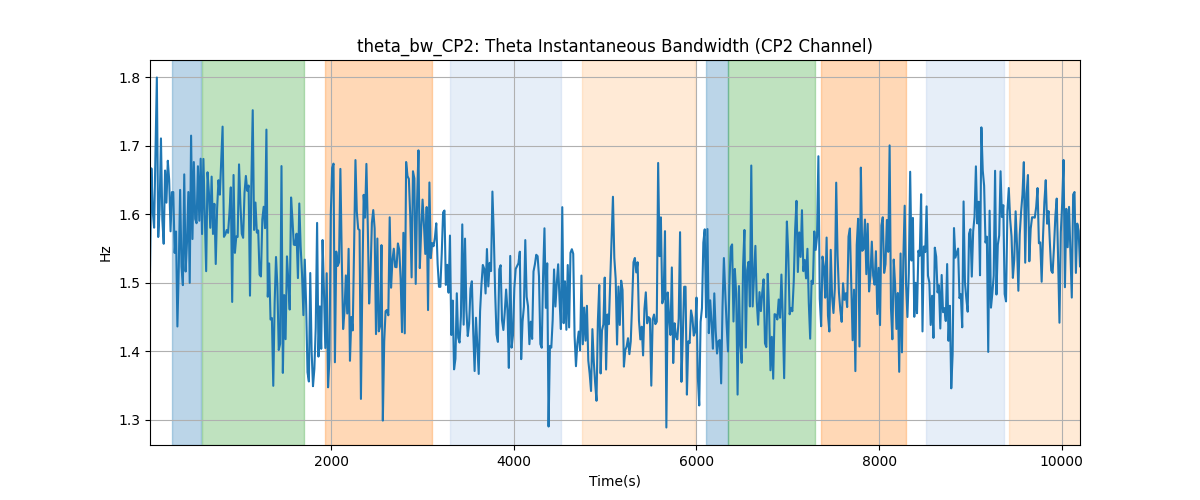 theta_bw_CP2: Theta Instantaneous Bandwidth (CP2 Channel)
1.8
1.7
1.6
1.5
1.4
1.3
Hz
2000 4000 6000 8000 10000
Time(s)